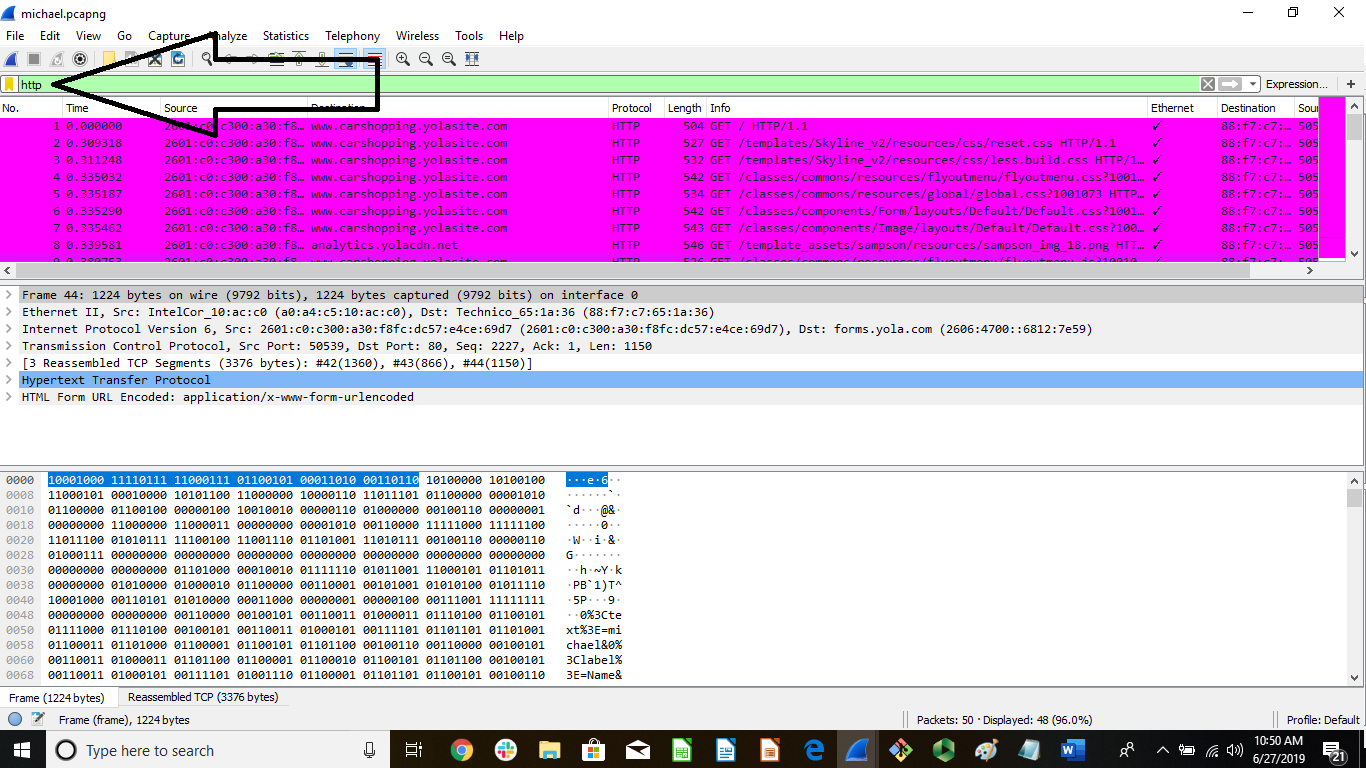 michael.pcapng
File Edit View Go Capture Analyze Statistics Telephony Wireless Tools Help
http Expression... +
No. Time Source Destination Protocol Length Info Ethernet Destination Sour
1 0.000000 2601:c0:c300:a30:f8… www.carshopping.yolasite.com HTTP 504 GET / HTTP/1.1 ✓ 88:f7:c7:… 505
2 0.309318 2601:c0:c300:a30:f8… www.carshopping.yolasite.com HTTP 527 GET /templates/Skyline_v2/resources/css/reset.css HTTP/1.1 ✓ 88:f7:c7:… 505
3 0.311248 2601:c0:c300:a30:f8… www.carshopping.yolasite.com HTTP 532 GET /templates/Skyline_v2/resources/css/less.build.css HTTP/1… ✓ 88:f7:c7:… 505
4 0.335032 2601:c0:c300:a30:f8… www.carshopping.yolasite.com HTTP 542 GET /classes/commons/resources/flyoutmenu/flyoutmenu.css?1001… ✓ 88:f7:c7:… 505
5 0.335187 2601:c0:c300:a30:f8… www.carshopping.yolasite.com HTTP 534 GET /classes/commons/resources/global/global.css?1001073 HTTP… ✓ 88:f7:c7:… 505
6 0.335290 2601:c0:c300:a30:f8… www.carshopping.yolasite.com HTTP 542 GET /classes/components/Form/layouts/Default/Default.css?1001… ✓ 88:f7:c7:… 505
7 0.335462 2601:c0:c300:a30:f8… www.carshopping.yolasite.com HTTP 543 GET /classes/components/Image/layouts/Default/Default.css?100… ✓ 88:f7:c7:… 505
8 0.339581 2601:c0:c300:a30:f8… analytics.yolacdn.net HTTP 546 GET /template_assets/sampson/resources/sampson_img_18.png HTT… ✓ 88:f7:c7:… 505
Frame 44: 1224 bytes on wire (9792 bits), 1224 bytes captured (9792 bits) on interface 0
Ethernet II, Src: IntelCor_10:ac:c0 (a0:a4:c5:10:ac:c0), Dst: Technico_65:1a:36 (88:f7:c7:65:1a:36)
Internet Protocol Version 6, Src: 2601:c0:c300:a30:f8fc:dc57:e4ce:69d7 (2601:c0:c300:a30:f8fc:dc57:e4ce:69d7), Dst: forms.yola.com (2606:4700::6812:7e59)
Transmission Control Protocol, Src Port: 50539, Dst Port: 80, Seq: 2227, Ack: 1, Len: 1150
[3 Reassembled TCP Segments (3376 bytes): #42(1360), #43(866), #44(1150)]
Hypertext Transfer Protocol
HTML Form URL Encoded: application/x-www-form-urlencoded
0000 10001000 11110111 11000111 01100101 00011010 00110110 10100000 10100100 ···e·6··
0008 11000101 00010000 10101100 11000000 10000110 11011101 01100000 00001010 ······`·
0010 01100000 01100100 00000100 10010010 00000110 01000000 00100110 00000001 `d···@&·
0018 00000000 11000000 11000011 00000000 00001010 00110000 11111000 11111100 ·····0··
0020 11011100 01010111 11100100 11001110 01101001 11010111 00100110 00000110 ·W··i·&·
0028 01000111 00000000 00000000 00000000 00000000 00000000 00000000 00000000 G·······
0030 00000000 00000000 01101000 00010010 01111110 01011001 11000101 01101011 ··h·~Y·k
0038 00000000 01010000 01000010 01100000 00110001 00101001 01010100 01011110 ·PB`1)T^
0040 10001000 00110101 01010000 00011000 00000001 00000100 00111001 11111111 ·5P···9·
0048 00000000 00000000 00110000 00100101 00110011 01000011 01110100 01100101 ··0%3Cte
0050 01111000 01110100 00100101 00110011 01000101 00111101 01101101 01101001 xt%3E=mi
0058 01100011 01101000 01100001 01100101 01101100 00100110 00110000 00100101 chael&0%
0060 00110011 01000011 01101100 01100001 01100010 01100101 01101100 00100101 3Clabel%
0068 00110011 01000101 00111101 01001110 01100001 01101101 01100101 00100110 3E=Name&
Frame (1224 bytes) Reassembled TCP (3376 bytes)
Frame (frame), 1224 bytes Packets: 50 · Displayed: 48 (96.0%) Profile: Default
Type here to search 10:50 AM
6/27/2019 21